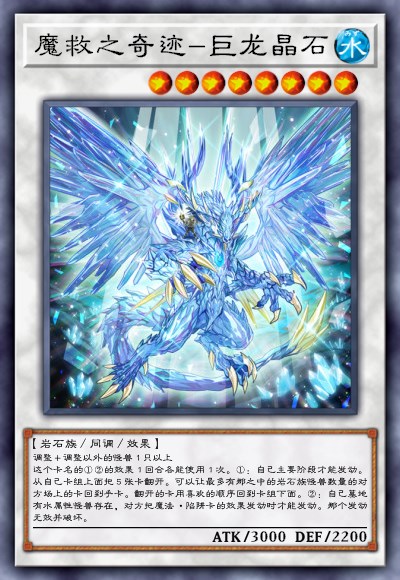 魔救之奇迹-巨龙晶石
水
【岩石族／同调／效果】
调整＋调整以外的怪兽1只以上
这个卡名的①②的效果1回合各能使用1次。①：自己主要阶段才能发动。
从自己卡组上面把5张卡翻开。可以让最多有那之中的岩石族怪兽数量的对
方场上的卡回到手卡。翻开的卡用喜欢的顺序回到卡组下面。②：自己墓地
有水属性怪兽存在，对方把魔法·陷阱卡的效果发动时才能发动。那个发动
无效并破坏。
ATK/3000 DEF/2200